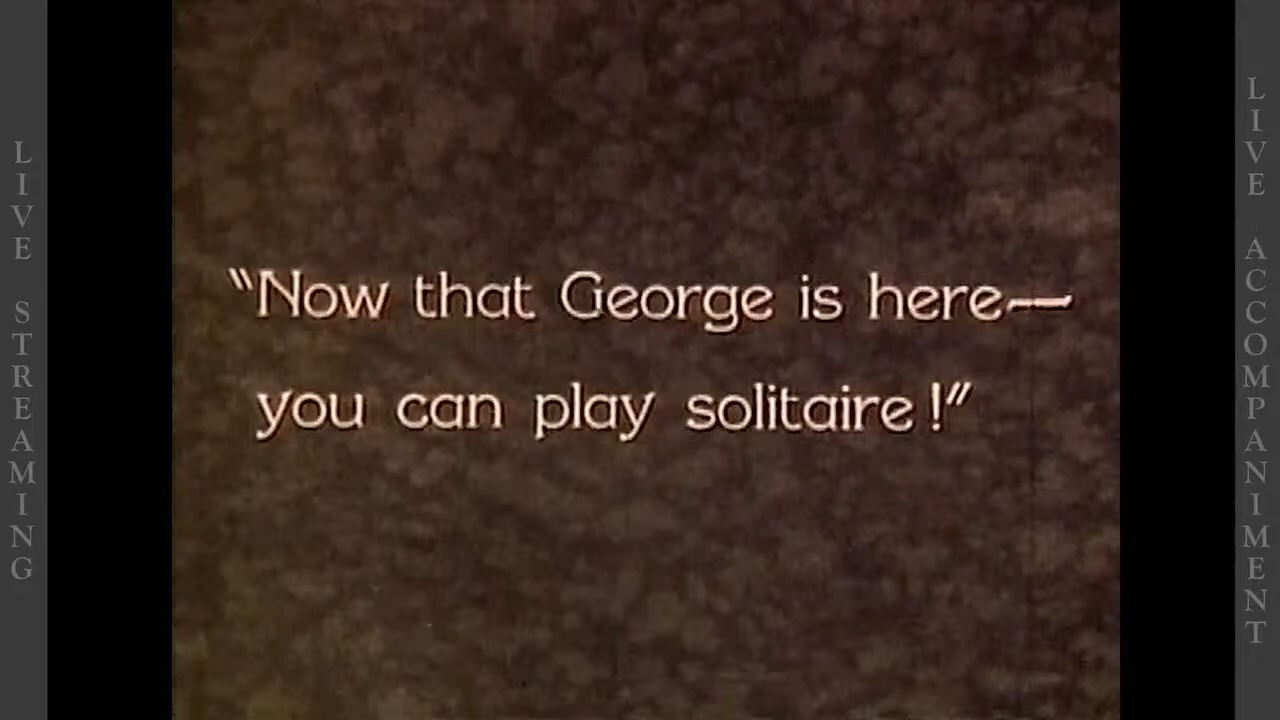 LIVE STREAMING
“Now that George is here—
you can play solitaire!”
LIVE ACCOMPANIMENT